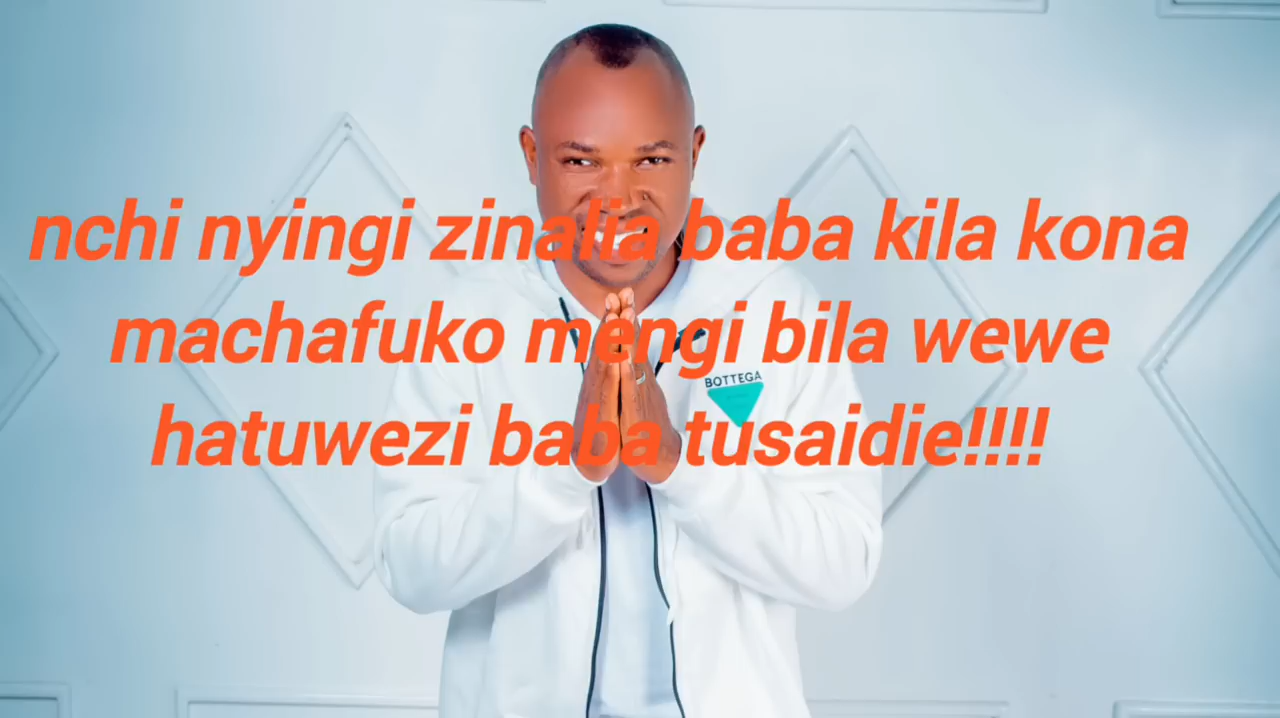 nchi nyingi zinalia baba kila kona
machafuko mengi bila wewe
hatuwezi baba tusaidie!!!!
BOTTEGA